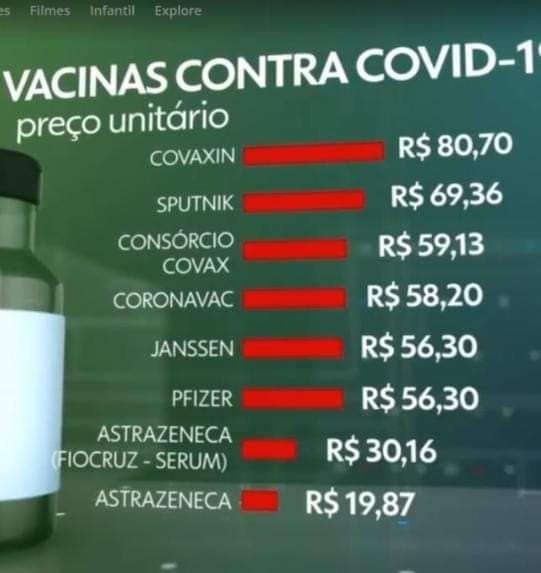 Filmes Infantil Explore
VACINAS CONTRA COVID-1
preço unitário
COVAXIN R$ 80,70
SPUTNIK R$ 69,36
CONSÓRCIO
COVAX R$ 59,13
CORONAVAC R$ 58,20
JANSSEN R$ 56,30
PFIZER R$ 56,30
ASTRAZENECA
(FIOCRUZ - SERUM) R$ 30,16
ASTRAZENECA R$ 19,87